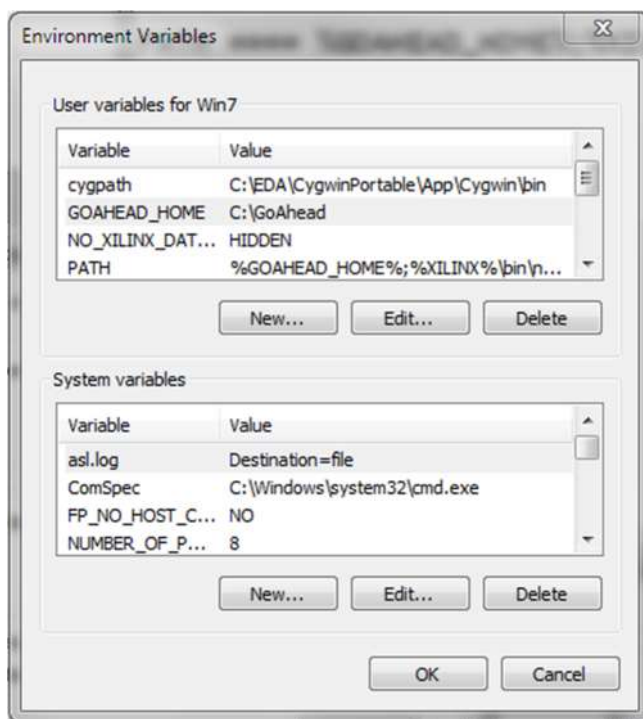 Environment Variables
User variables for Win7
Variable Value
cygpath C:\EDA\CygwinPortable\App\Cygwin\bin
GOAHEAD_HOME C:\GoAhead
NO_XILINX_DAT... HIDDEN
PATH %GOAHEAD_HOME%;%XILINX%\bin\n...
New... Edit... Delete
System variables
Variable Value
asl.log Destination=file
ComSpec C:\Windows\system32\cmd.exe
FP_NO_HOST_C... NO
NUMBER_OF_P... 8
New... Edit... Delete
OK Cancel